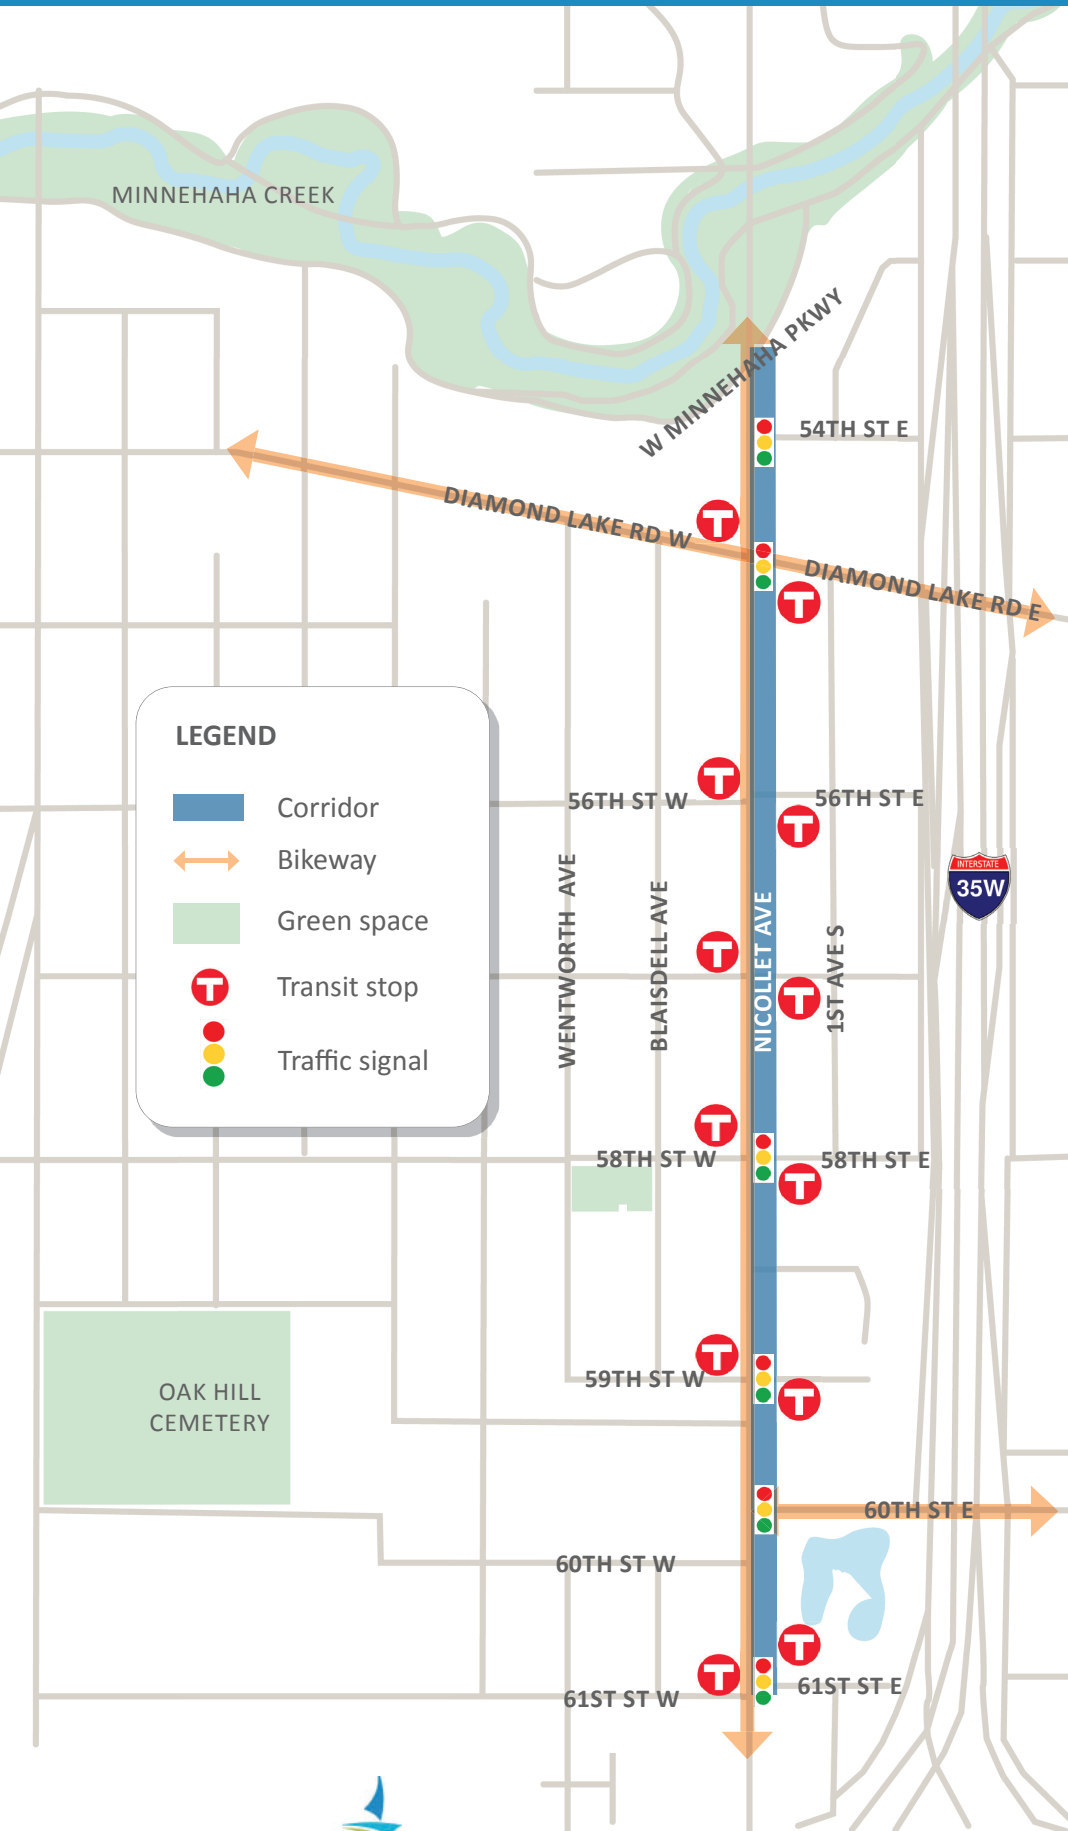 MINNEHAHA CREEK
W MINNEHAHA PKWY
54TH ST E
DIAMOND LAKE RD W
T
DIAMOND LAKE RD E
T
LEGEND
Corridor
Bikeway
Green space
T Transit stop
Traffic signal
T
56TH ST W
56TH ST E
T
INTERSTATE
35W
WENTWORTH AVE
BLAISDELL AVE
NICOLLET AVE
1ST AVE S
T
T
T
58TH ST W
58TH ST E
T
T
59TH ST W
T
OAK HILL
CEMETERY
60TH ST E
60TH ST W
T
T
61ST ST W
61ST ST E